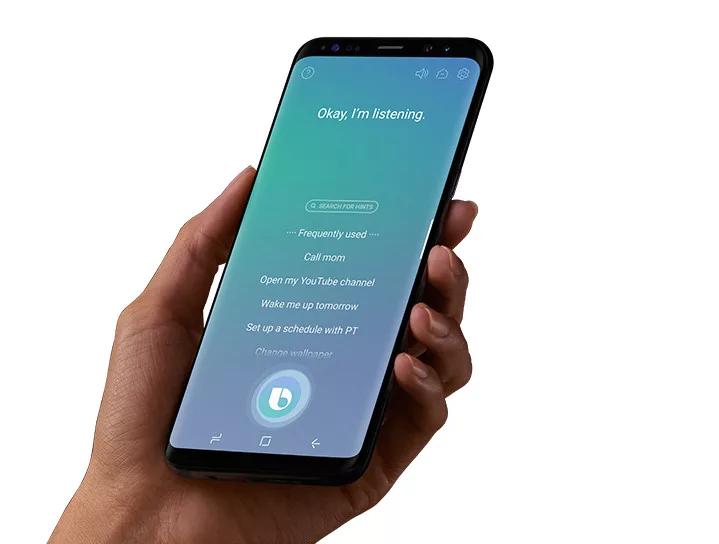 Okay, I'm listening.
SEARCH FOR HINTS
···· Frequently used ····
Call mom
Open my YouTube channel
Wake me up tomorrow
Set up a schedule with PT
Change wallpaper